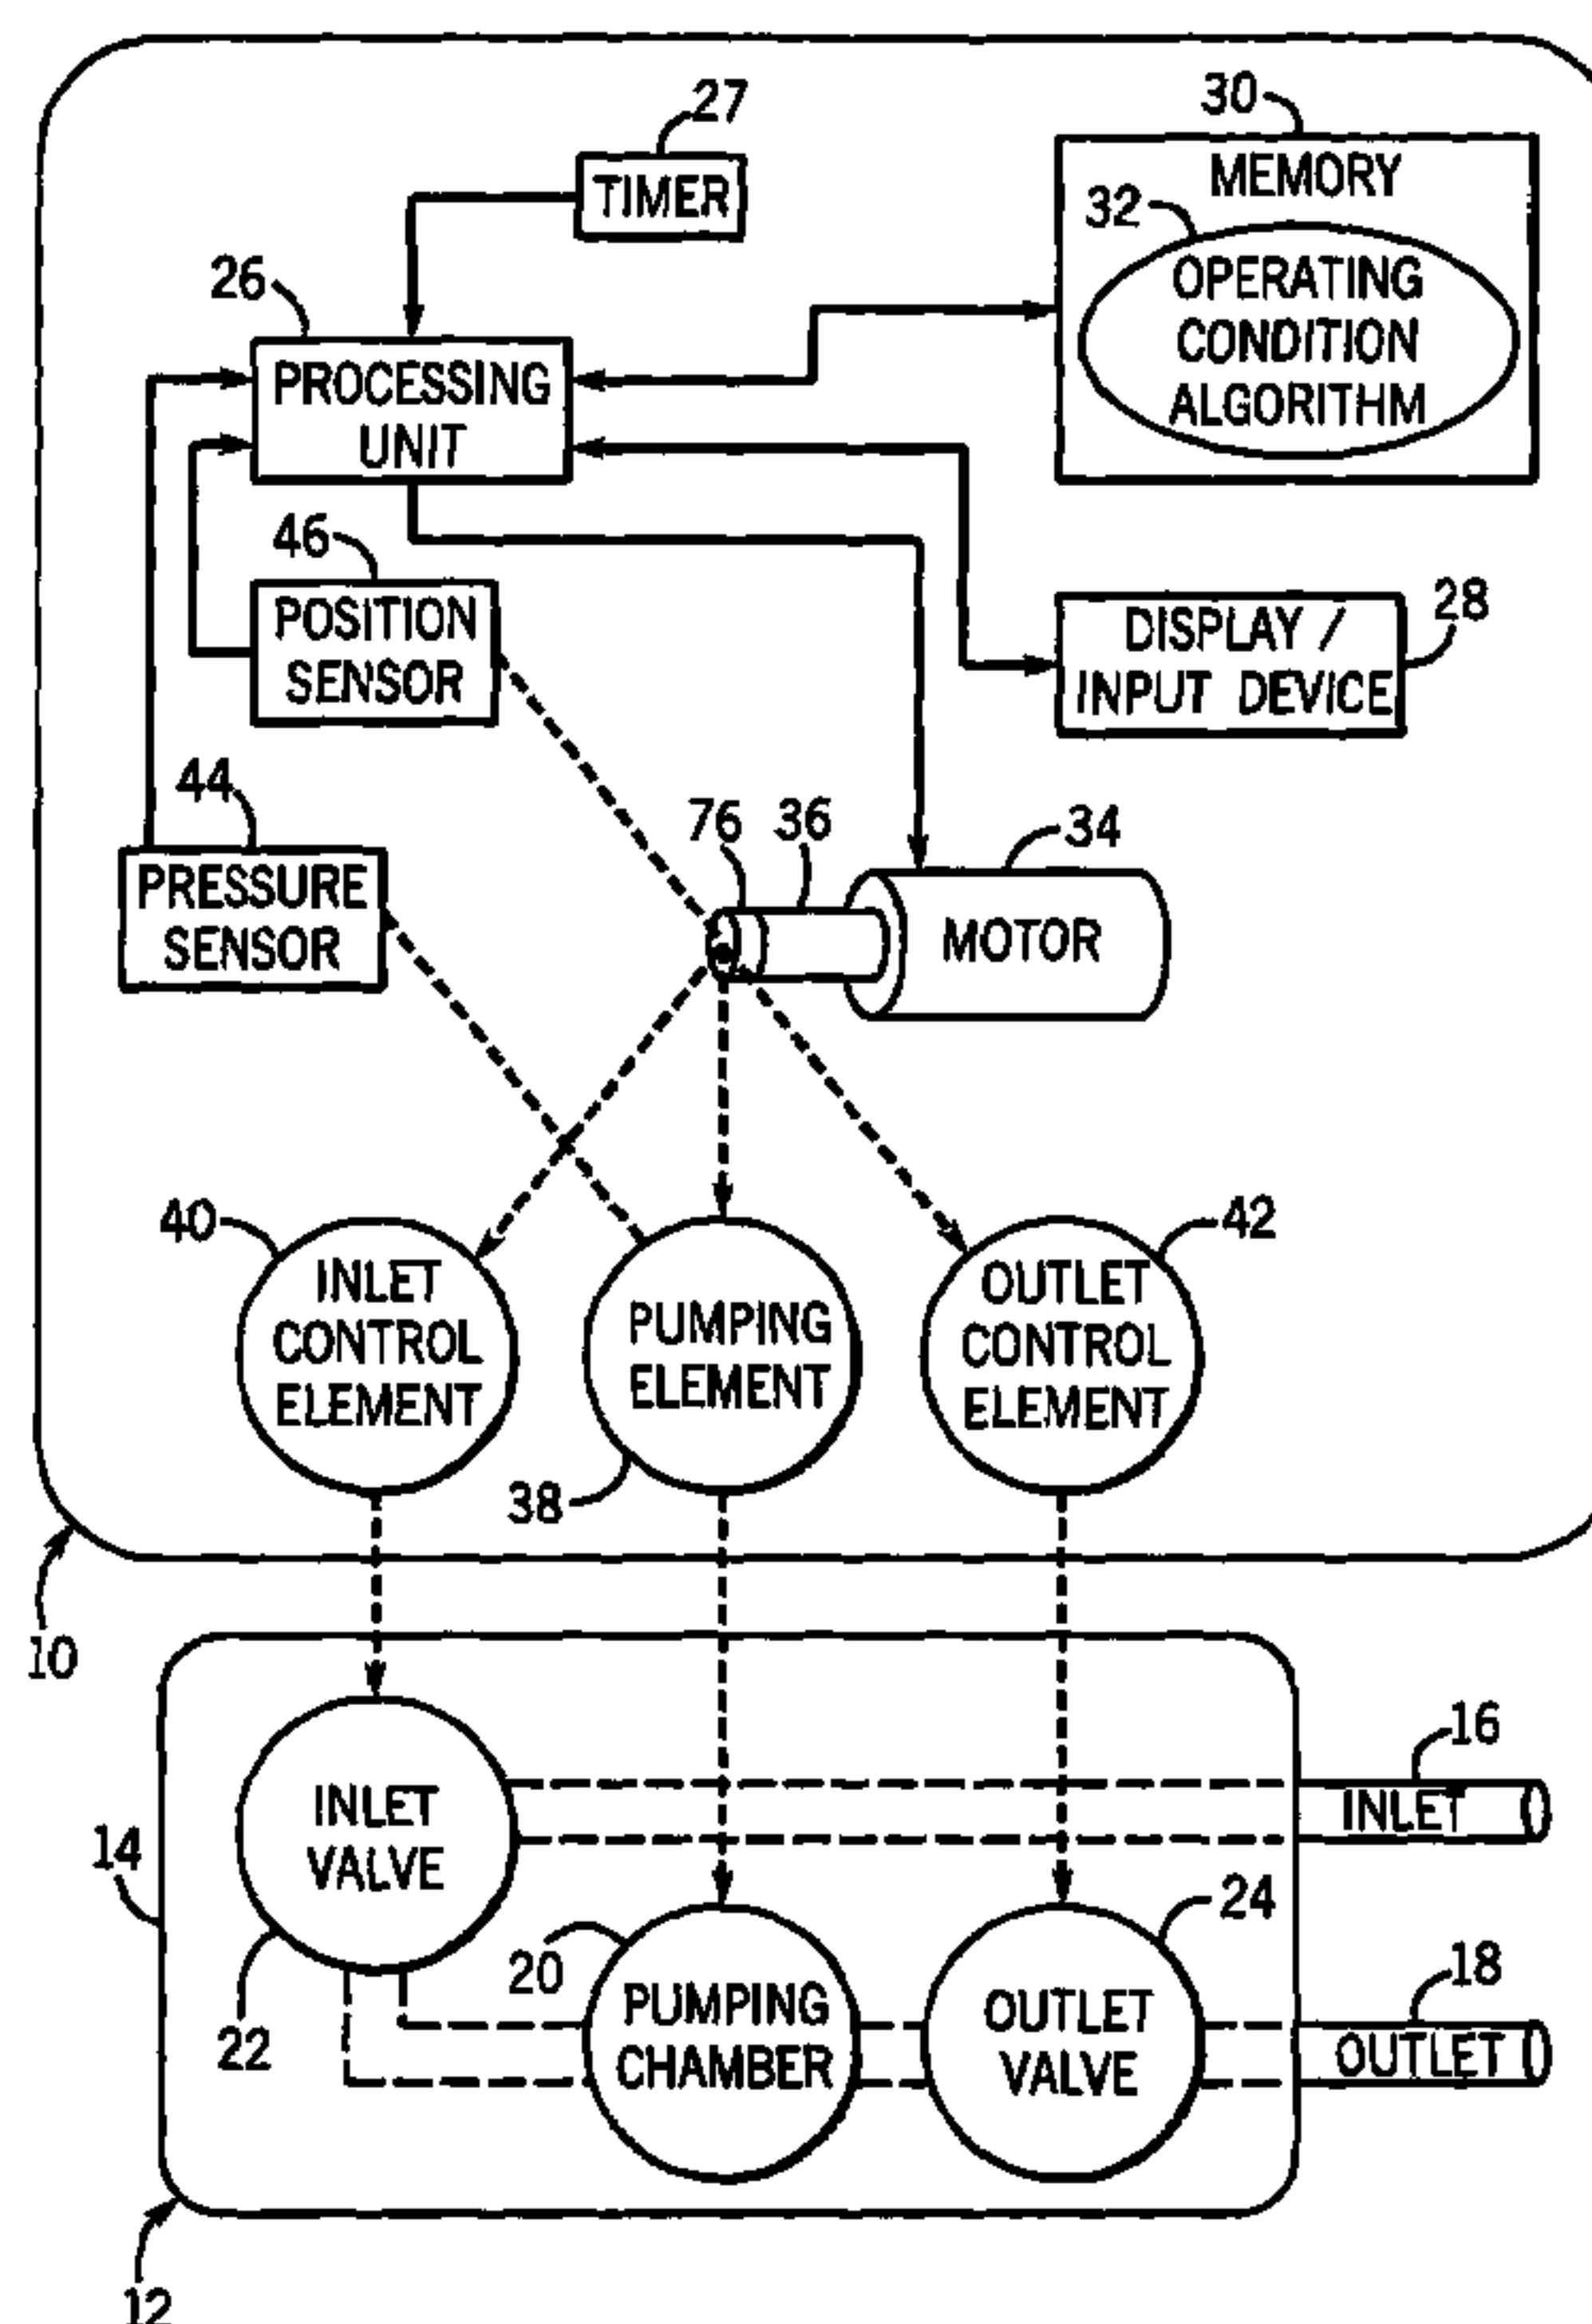 27
TIMER
30
MEMORY
32
OPERATING
CONDITION
ALGORITHM
26
PROCESSING
UNIT
46
POSITION
SENSOR
28
DISPLAY /
INPUT DEVICE
44
PRESSURE
SENSOR
76
36
34
MOTOR
40
INLET
CONTROL
ELEMENT
PUMPING
ELEMENT
38
42
OUTLET
CONTROL
ELEMENT
10
16
INLET
14
INLET
VALVE
22
20
PUMPING
CHAMBER
24
OUTLET
VALVE
18
OUTLET
12